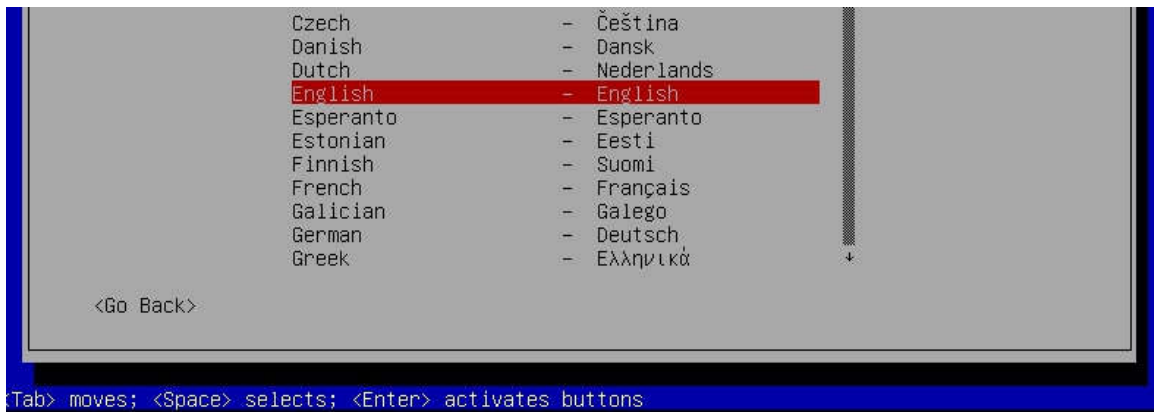 Czech - Čeština
Danish - Dansk
Dutch - Nederlands
English - English
Esperanto - Esperanto
Estonian - Eesti
Finnish - Suomi
French - Français
Galician - Galego
German - Deutsch
Greek - Ελληνικά
<Go Back>
<Tab> moves; <Space> selects; <Enter> activates buttons